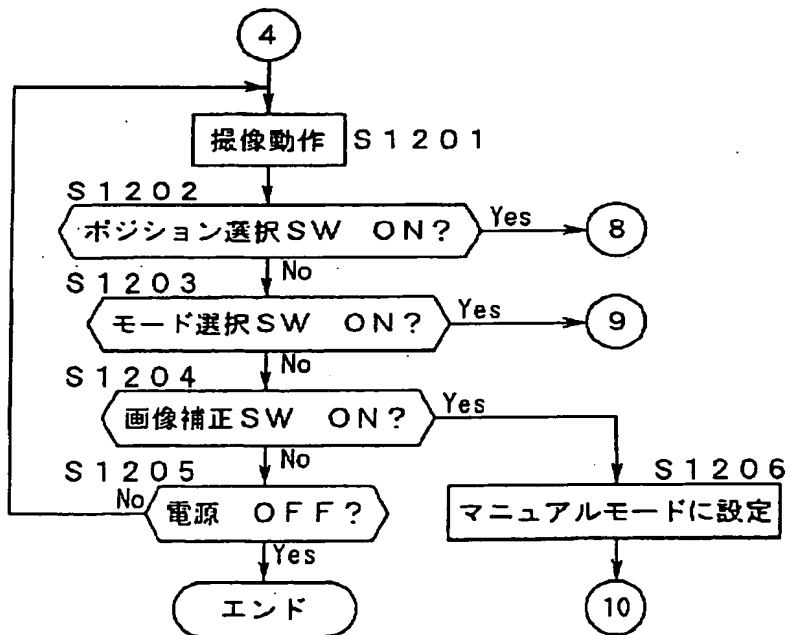 4
撮像動作 S1201
S1202
ポジション選択SW ON? Yes 8
No
S1203
モード選択SW ON? Yes 9
No
S1204
画像補正SW ON? Yes
No
S1205
S1206
No 電源 OFF?
マニュアルモードに設定
Yes
エンド
10